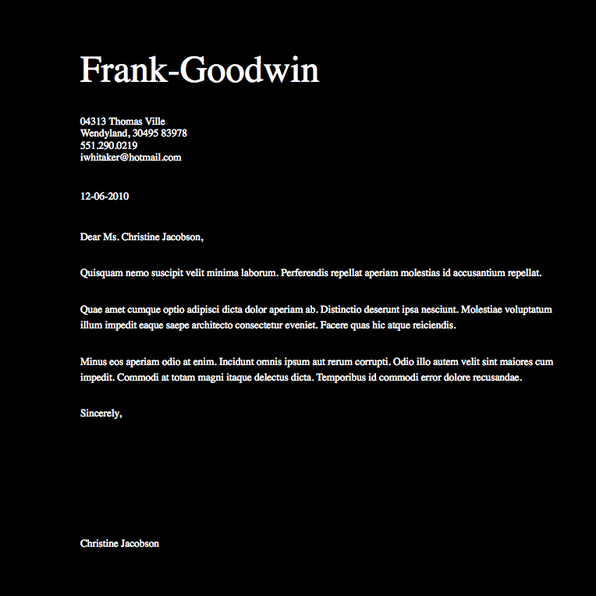 Frank-Goodwin
04313 Thomas Ville
Wendyland, 30495 83978
551.290.0219
iwhitaker@hotmail.com
12-06-2010
Dear Ms. Christine Jacobson,
Quisquam nemo suscipit velit minima laborum. Perferendis repellat aperiam molestias id accusantium repellat.
Quae amet cumque optio adipisci dicta dolor aperiam ab. Distinctio deserunt ipsa nesciunt. Molestiae voluptatum
illum impedit eaque saepe architecto consectetur eveniet. Facere quas hic atque reiciendis.
Minus eos aperiam odio at enim. Incidunt omnis ipsum aut rerum corrupti. Odio illo autem velit sint maiores cum
impedit. Commodi at totam magni itaque delectus dicta. Temporibus id commodi error dolore recusandae.
Sincerely,
Christine Jacobson